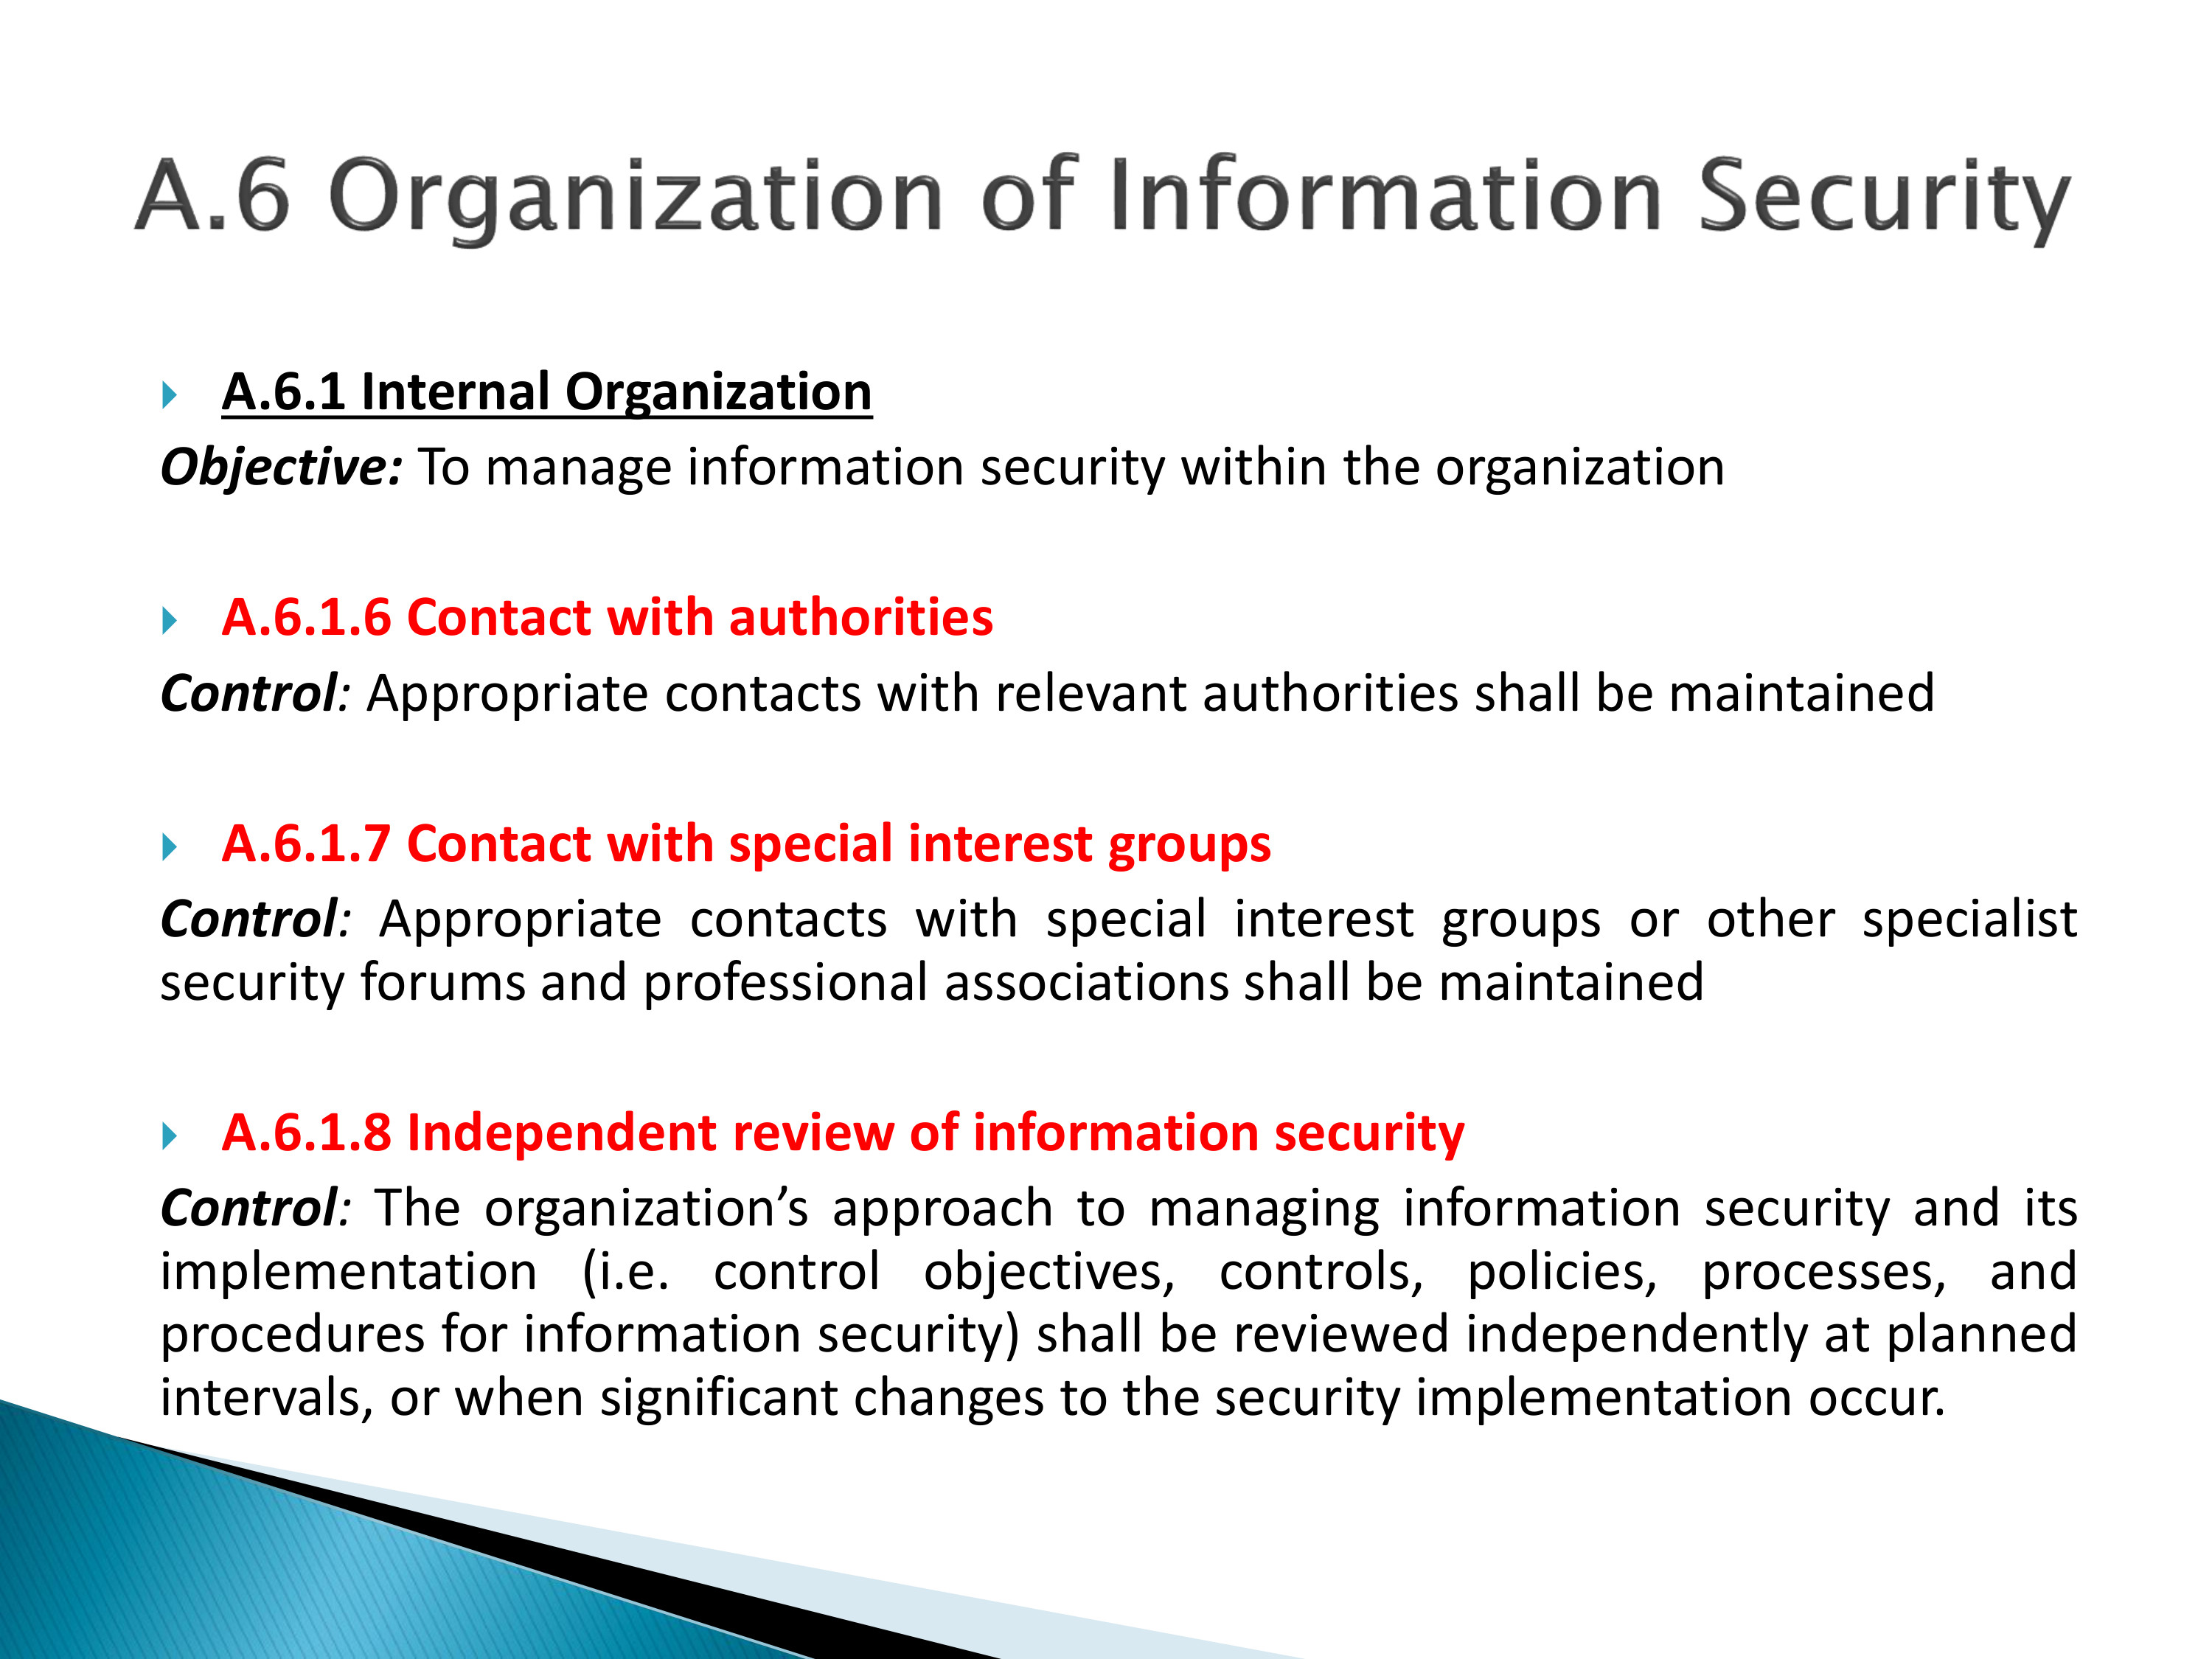 A.6 Organization of Information Security
A.6.1 Internal Organization
Objective: To manage information security within the organization
A.6.1.6 Contact with authorities
Control: Appropriate contacts with relevant authorities shall be maintained
A.6.1.7 Contact with special interest groups
Control: Appropriate contacts with special interest groups or other specialist
security forums and professional associations shall be maintained
A.6.1.8 Independent review of information security
Control: The organization’s approach to managing information security and its
implementation (i.e. control objectives, controls, policies, processes, and
procedures for information security) shall be reviewed independently at planned
intervals, or when significant changes to the security implementation occur.